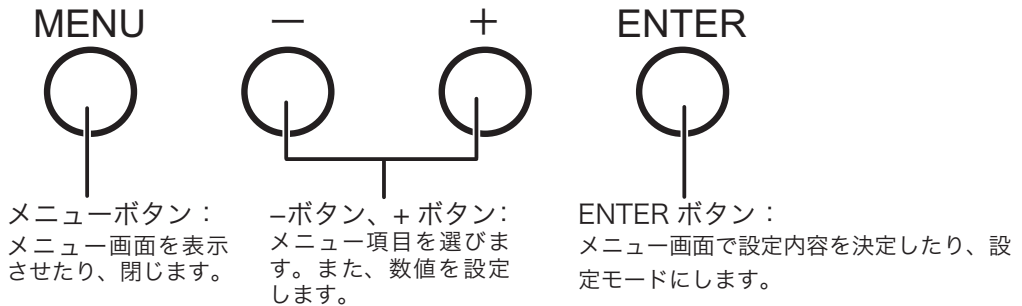 MENU
−
+
ENTER
メニューボタン：
メニュー画面を表示
させたり、閉じます。
–ボタン、+ ボタン：
メニュー項目を選びま
す。また、数値を設定
します。
ENTER ボタン：
メニュー画面で設定内容を決定したり、設
定モードにします。